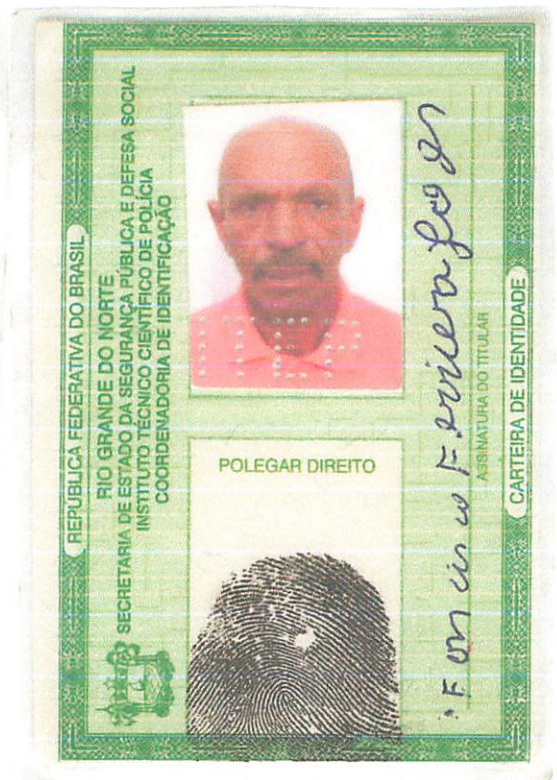 REPÚBLICA FEDERATIVA DO BRASIL
RIO GRANDE DO NORTE
SECRETARIA DE ESTADO DA SEGURANÇA PÚBLICA E DEFESA SOCIAL
INSTITUTO TÉCNICO CIENTÍFICO DE POLÍCIA
COORDENADORIA DE IDENTIFICAÇÃO
POLEGAR DIREITO
Ferriera
ASSINATURA DO TITULAR
CARTEIRA DE IDENTIDADE